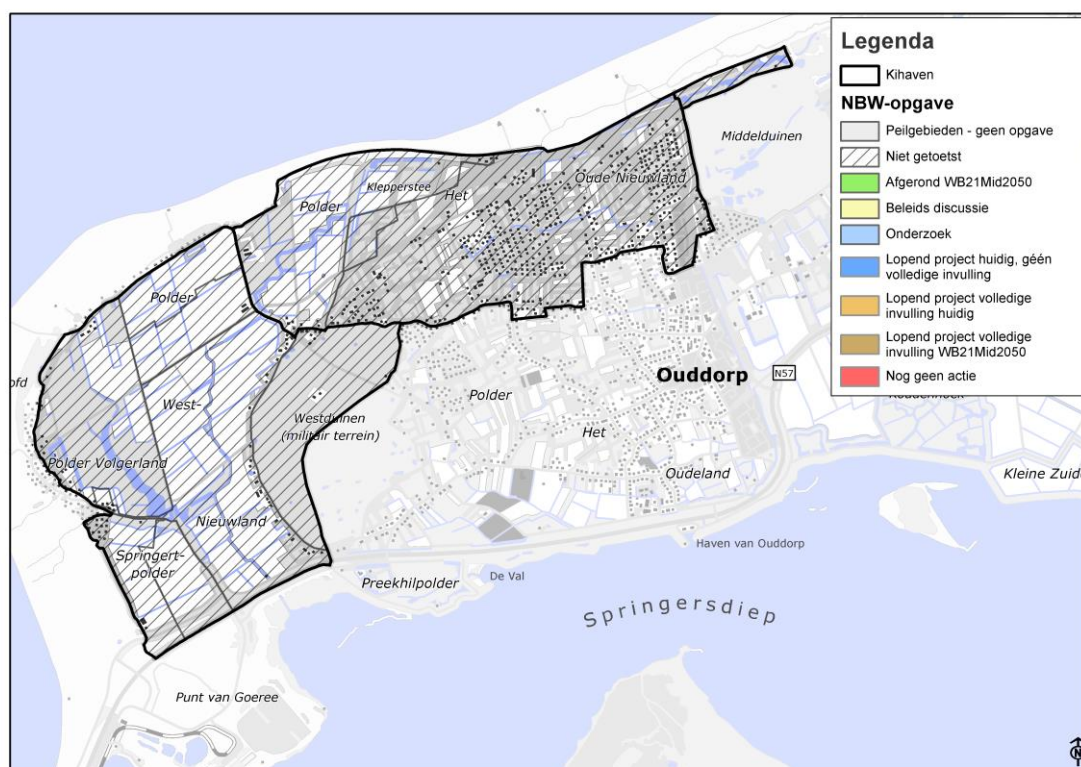 Legenda
Kihaven
NBW-opgave
Peilgebieden - geen opgave
Niet getoetst
Afgerond WB21Mid2050
Beleids discussie
Onderzoek
Lopend project huidig, géén
volledige invulling
Lopend project volledige
invulling huidig
Lopend project volledige
invulling WB21Mid2050
Nog geen actie
Middelduinen
Klepperstee
Het
Oude Nieuwland
Polder
Polder
Ouddorp
N57
West-
Polder
Westduinen
(militair terrein)
Het
Polder Volgerland
Oudeland
Kleine Zuide
Nieuwland
Springert-
polder
Haven van Ouddorp
De Val
Preekhilpolder
Springersdiep
Punt van Goeree
N